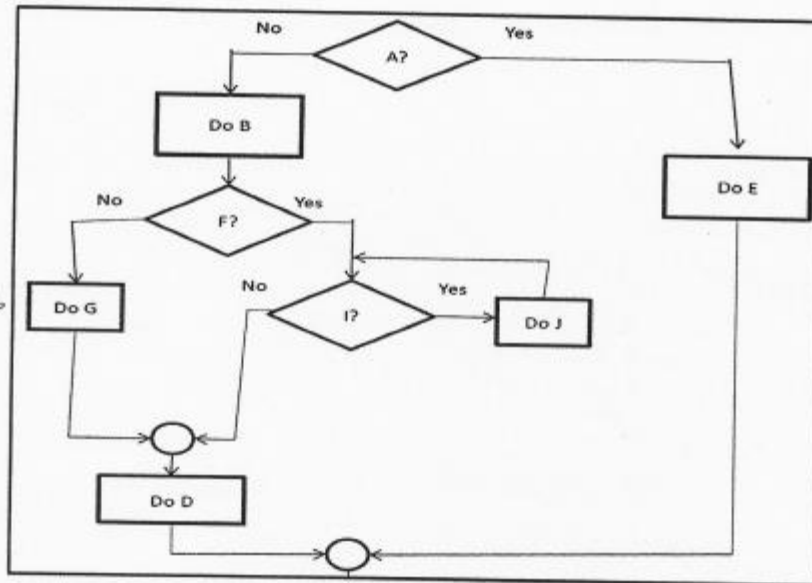 No
A?
Yes
Do B
Do E
No
F?
Yes
Do G
No
I?
Yes
Do J
Do D